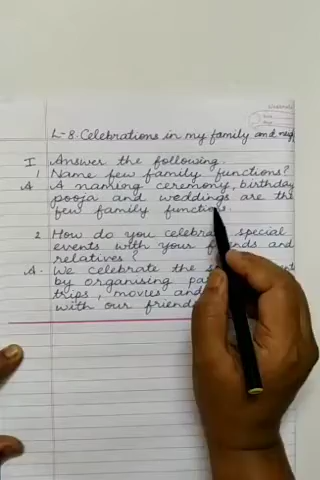 L-8. Celebrations in my family and neig
I Answer the following.
1 Name few family functions?
A A naming ceremony, birthday
pooja and weddings are the
few family functions.
2 How do you celebrate special
events with your friends and
relatives?
A. We celebrate the
by organising
trips, movies and
with our friends